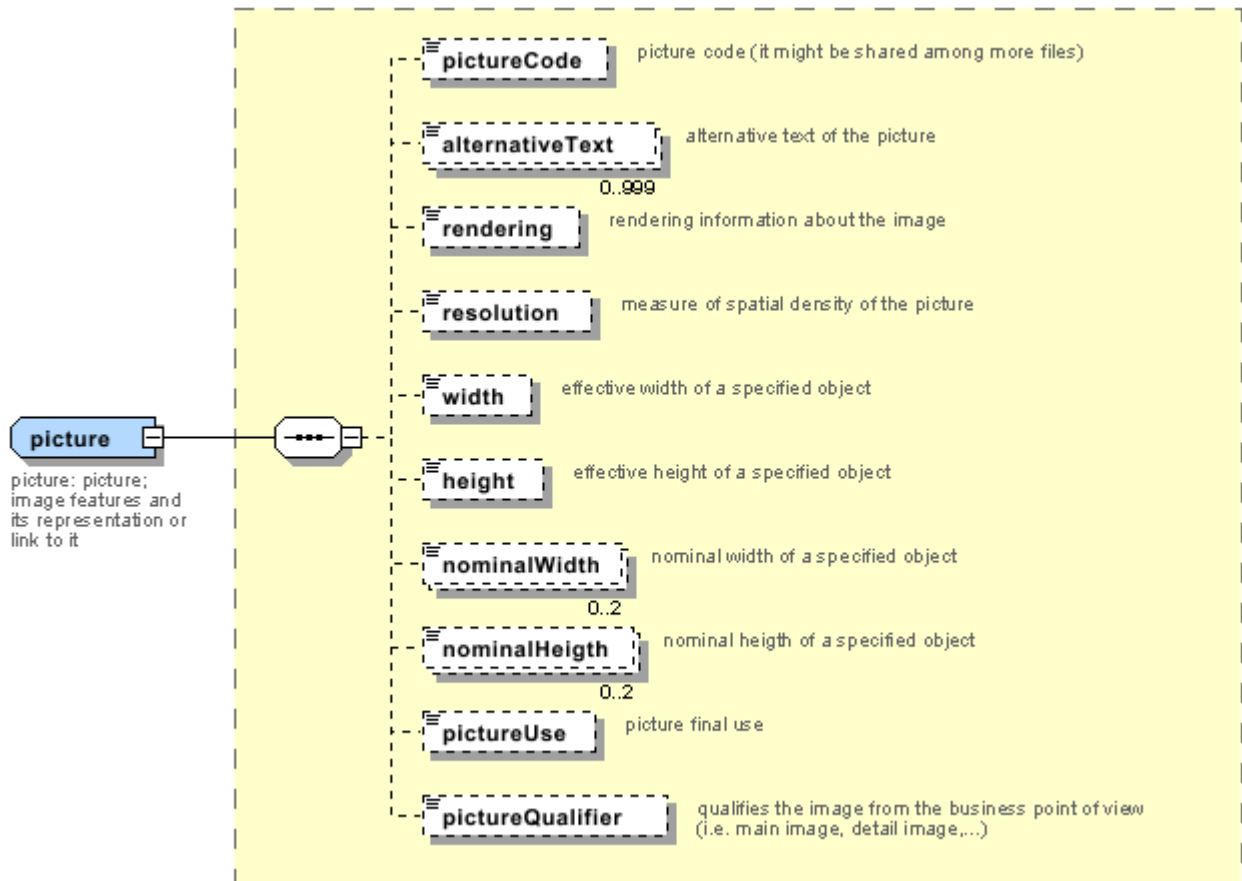 pictureCode
picture code (it might be shared among more files)
alternativeText
alternative text of the picture
0..999
rendering
rendering information about the image
resolution
measure of spatial density of the picture
width
effective width of a specified object
picture
picture: picture;
image features and
its representation or
link to it
height
effective height of a specified object
nominalWidth
nominal width of a specified object
0..2
nominalHeigth
nominal heigth of a specified object
0..2
pictureUse
picture final use
pictureQualifier
qualifies the image from the business point of view
(i.e. main image, detail image,...)